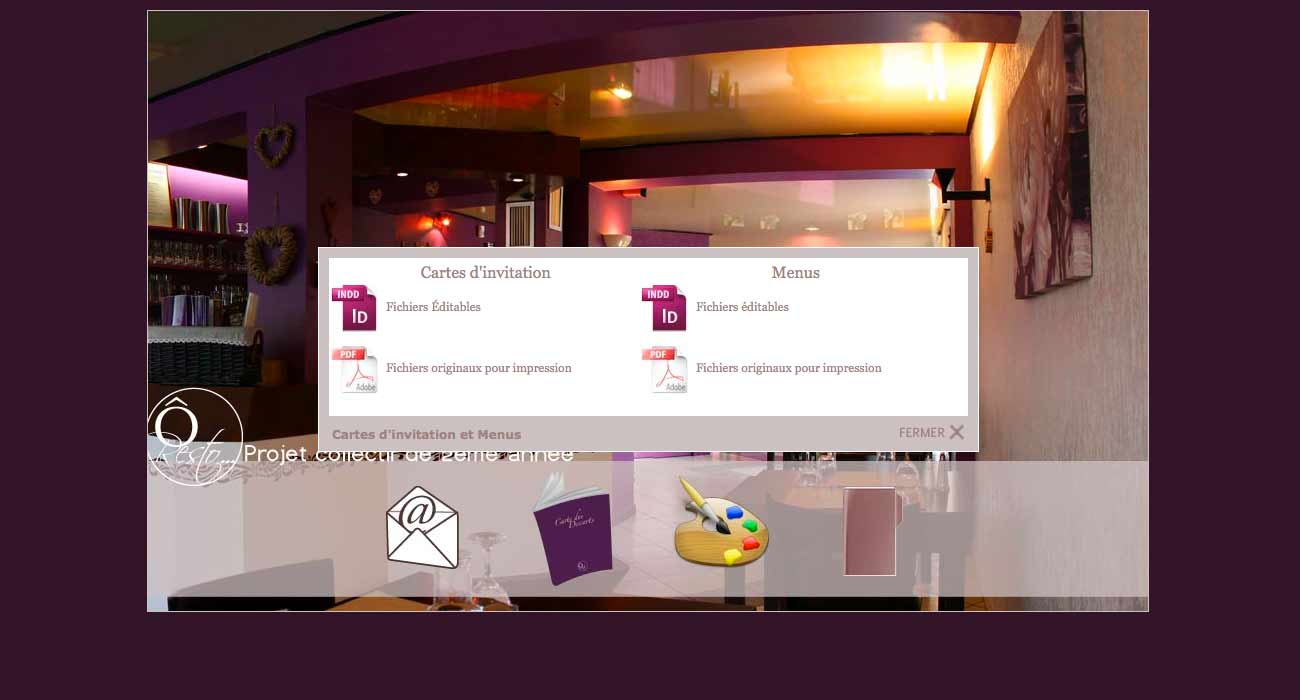 Cartes d'invitation
Menus
INDD
ID
Fichiers Éditables
INDD
ID
Fichiers éditables
PDF
Adobe
Fichiers originaux pour impression
PDF
Adobe
Fichiers originaux pour impression
Cartes d'invitation et Menus
FERMER
Ô
Resto...
Projet collectif de 2ème année
@
Carte des
Desserts